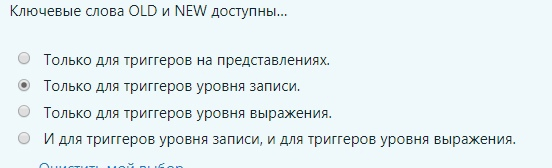 Ключевые слова OLD и NEW доступны...
Только для триггеров на представлениях.
Только для триггеров уровня записи.
Только для триггеров уровня выражения.
И для триггеров уровня записи, и для триггеров уровня выражения.
Очистить мой выбор